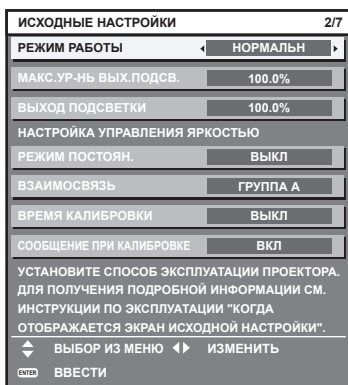 ИСХОДНЫЕ НАСТРОЙКИ 2/7
РЕЖИМ РАБОТЫ НОРМАЛЬН
МАКС.УР-НЬ ВЫХ.ПОДСВ. 100.0%
ВЫХОД ПОДСВЕТКИ 100.0%
НАСТРОЙКА УПРАВЛЕНИЯ ЯРКОСТЬЮ
РЕЖИМ ПОСТОЯН. ВЫКЛ
ВЗАИМОСВЯЗЬ ГРУППА A
ВРЕМЯ КАЛИБРОВКИ ВЫКЛ
СООБЩЕНИЕ ПРИ КАЛИБРОВКЕ ВКЛ
УСТАНОВИТЕ СПОСОБ ЭКСПЛУАТАЦИИ ПРОЕКТОРА.
ДЛЯ ПОЛУЧЕНИЯ ПОДРОБНОЙ ИНФОРМАЦИИ СМ.
ИНСТРУКЦИИ ПО ЭКСПЛУАТАЦИИ "КОГДА
ОТОБРАЖАЕТСЯ ЭКРАН ИСХОДНОЙ НАСТРОЙКИ".
ВЫБОР ИЗ МЕНЮ ИЗМЕНИТЬ
ENTER ВВЕСТИ